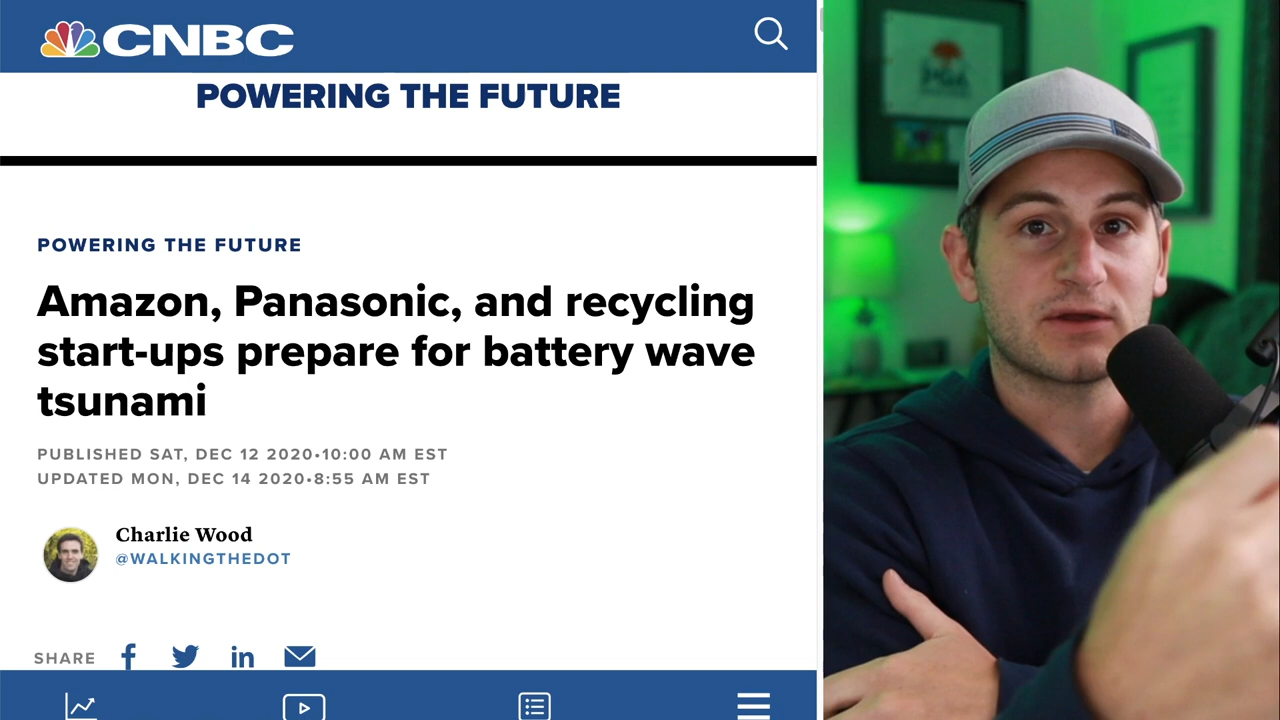 CNBC
POWERING THE FUTURE
POWERING THE FUTURE
Amazon, Panasonic, and recycling
start-ups prepare for battery wave
tsunami
PUBLISHED SAT, DEC 12 2020•10:00 AM EST
UPDATED MON, DEC 14 2020•8:55 AM EST
Charlie Wood
@WALKINGTHEDOT
SHARE
PGA